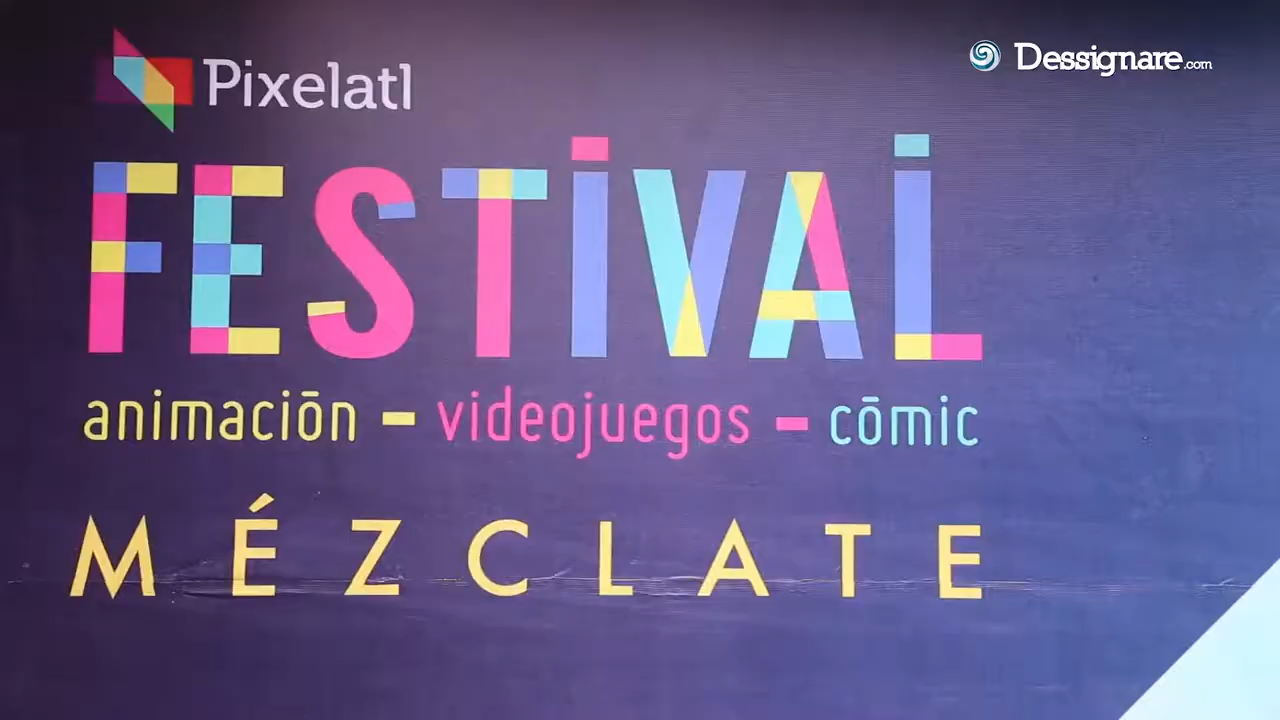 Pixelatl
Dessignare.com
FESTiVAL
animación - videojuegos - cómic
MÉZCLATE